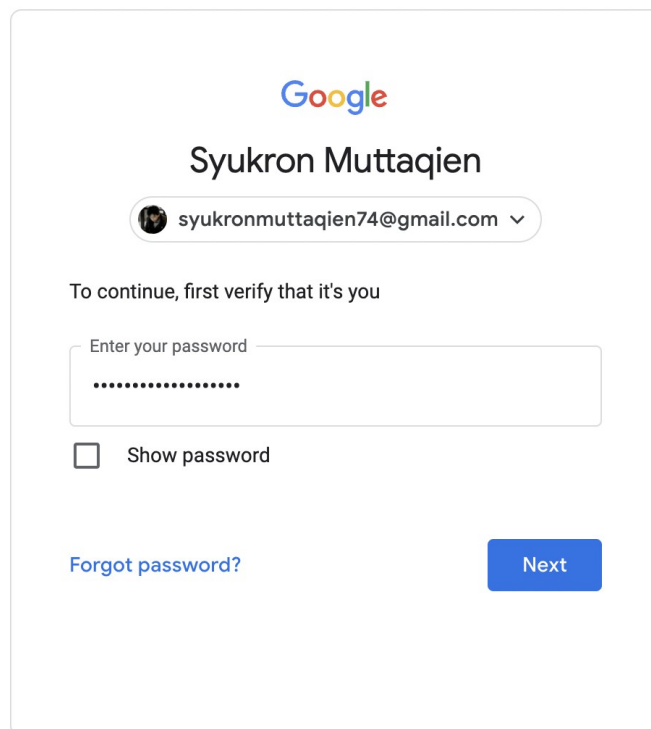 Google
Syukron Muttaqien
syukronmuttaqien74@gmail.com
To continue, first verify that it's you
Enter your password
•••••••••••••••••••
Show password
Forgot password?
Next